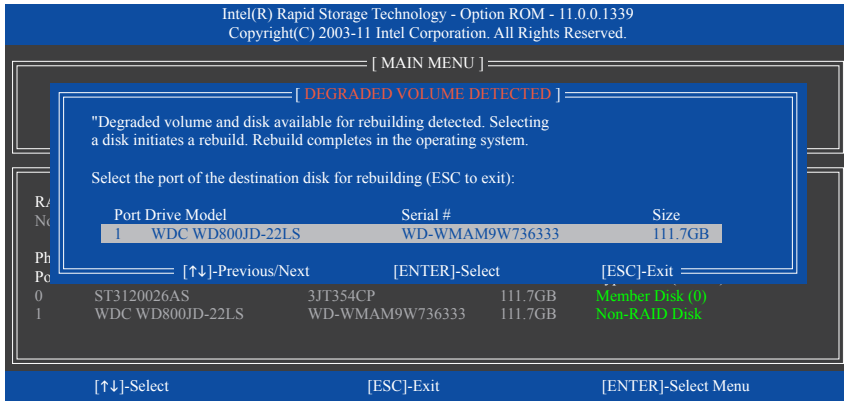 Intel(R) Rapid Storage Technology - Option ROM - 11.0.0.1339
Copyright(C) 2003-11 Intel Corporation. All Rights Reserved.
[ MAIN MENU ]
[ DEGRADED VOLUME DETECTED ]
"Degraded volume and disk available for rebuilding detected. Selecting
a disk initiates a rebuild. Rebuild completes in the operating system.
Select the port of the destination disk for rebuilding (ESC to exit):
Port Drive Model Serial # Size
1 WDC WD800JD-22LS WD-WMAM9W736333 111.7GB
[↑↓]-Previous/Next [ENTER]-Select [ESC]-Exit
0 ST3120026AS 3JT354CP 111.7GB Member Disk (0)
1 WDC WD800JD-22LS WD-WMAM9W736333 111.7GB Non-RAID Disk
[↑↓]-Select [ESC]-Exit [ENTER]-Select Menu